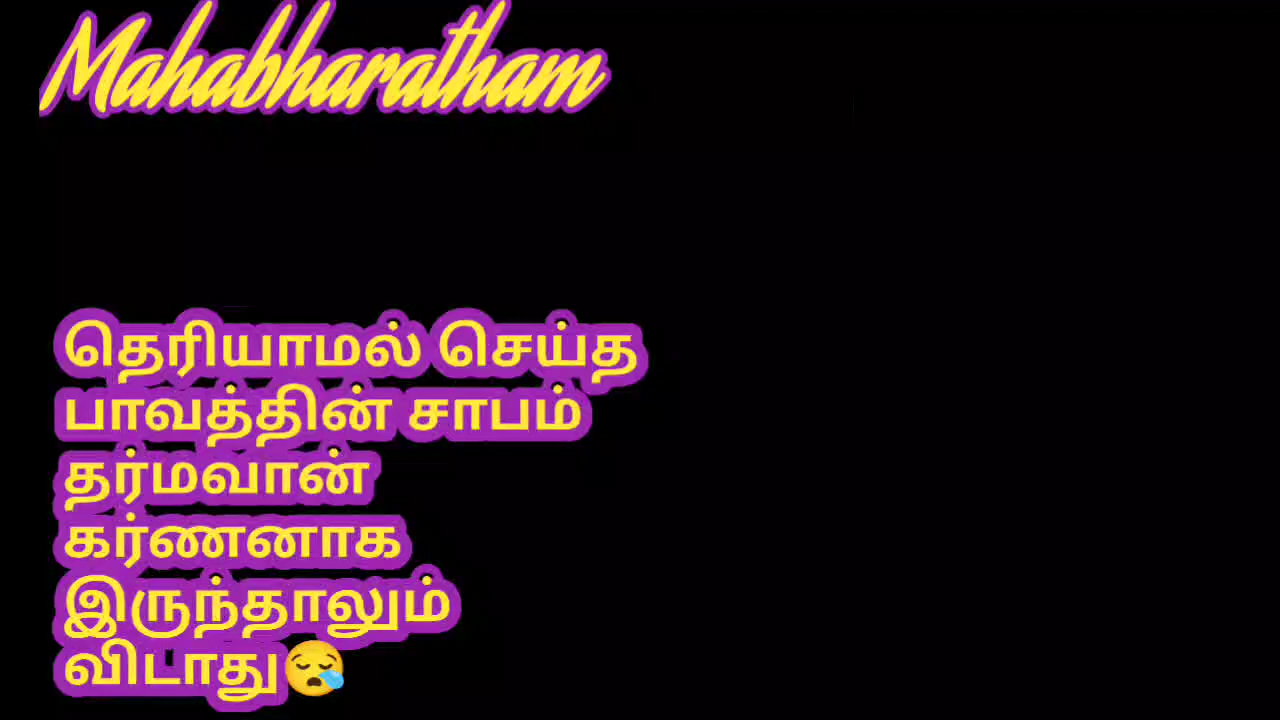 Mahabharatham
தெரியாமல் செய்த
பாவத்தின் சாபம்
தர்மவான்
கர்ணனாக
இருந்தாலும்
விடாது😪